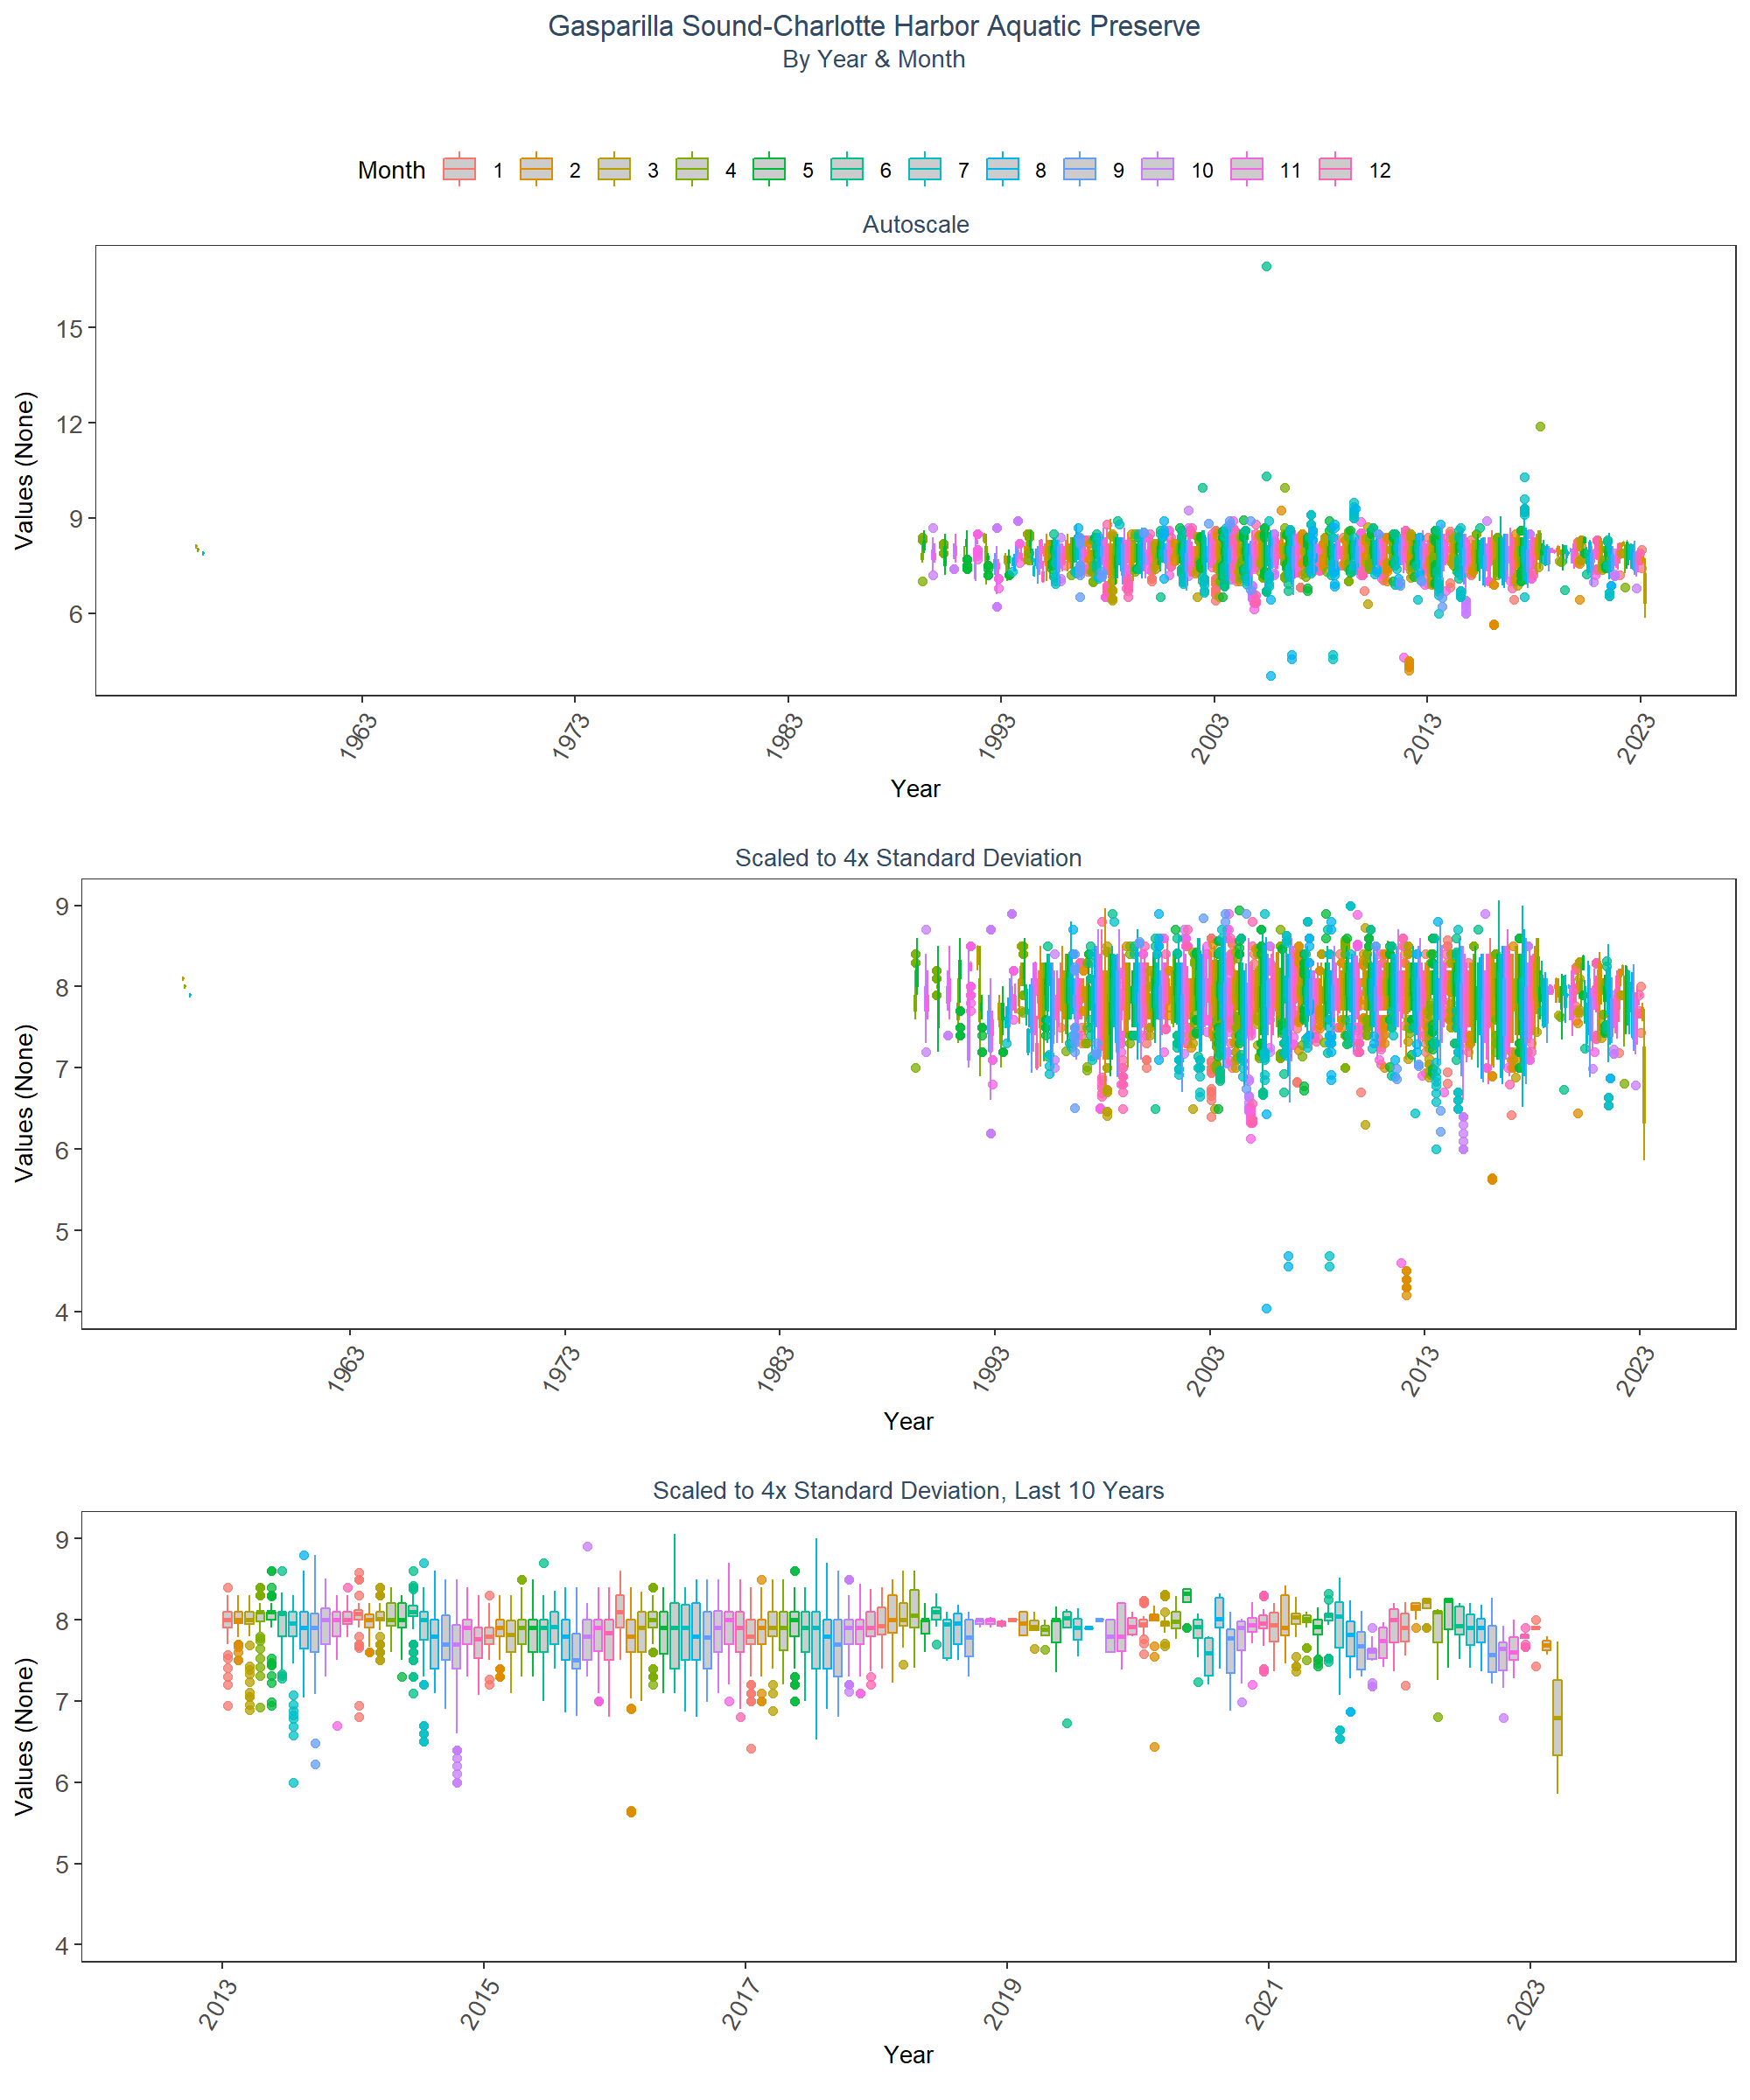 Gasparilla Sound-Charlotte Harbor Aquatic Preserve
By Year & Month
Month 1 2 3 4 5 6 7 8 9 10 11 12
Autoscale
Values (None)
15
12
9
6
1963 1973 1983 1993 2003 2013 2023
Year
Scaled to 4x Standard Deviation
Values (None)
9
8
7
6
5
4
1963 1973 1983 1993 2003 2013 2023
Year
Scaled to 4x Standard Deviation, Last 10 Years
Values (None)
9
8
7
6
5
4
2013 2015 2017 2019 2021 2023
Year